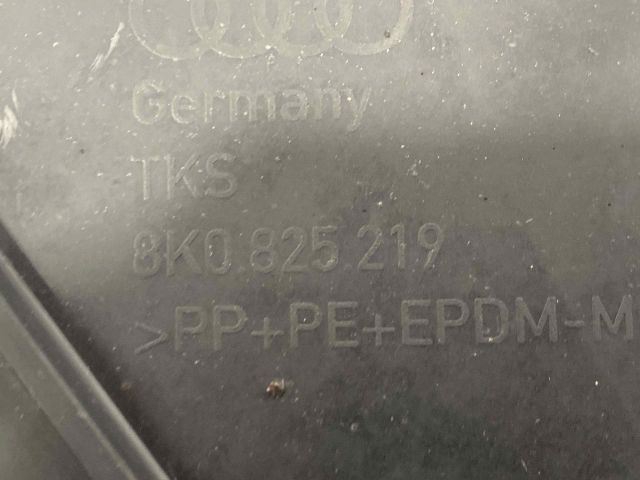 Germany
TKS
8K0.825.219
>PP+PE+EPDM-M